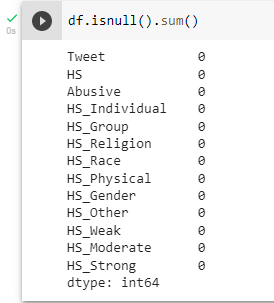 df.isnull().sum()
0s
Tweet 0
HS 0
Abusive 0
HS_Individual 0
HS_Group 0
HS_Religion 0
HS_Race 0
HS_Physical 0
HS_Gender 0
HS_Other 0
HS_Weak 0
HS_Moderate 0
HS_Strong 0
dtype: int64